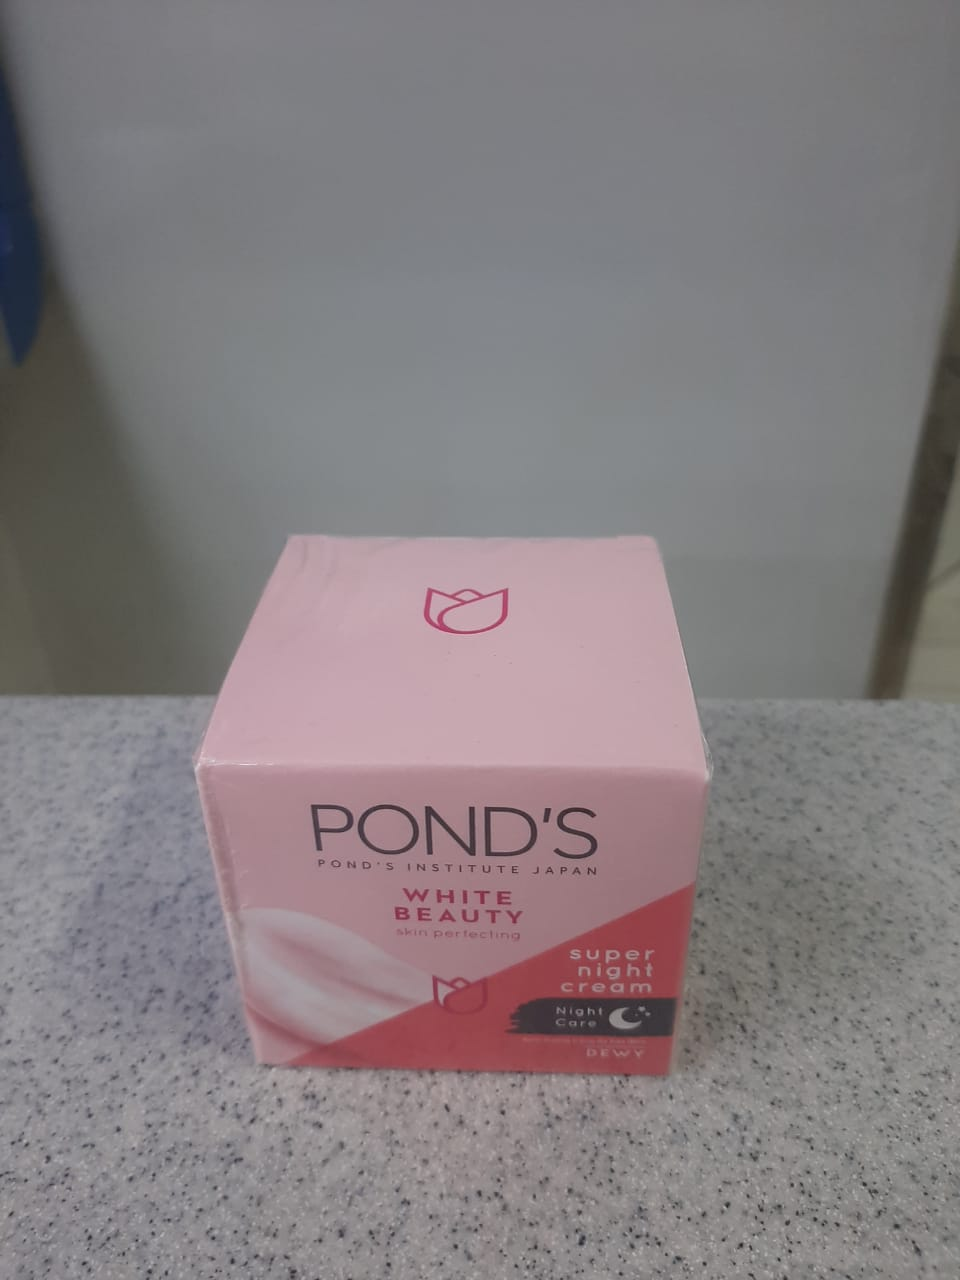 POND'S
POND'S INSTITUTE JAPAN
WHITE
BEAUTY
skin perfecting
super
night
cream
Night
Care
DEWY